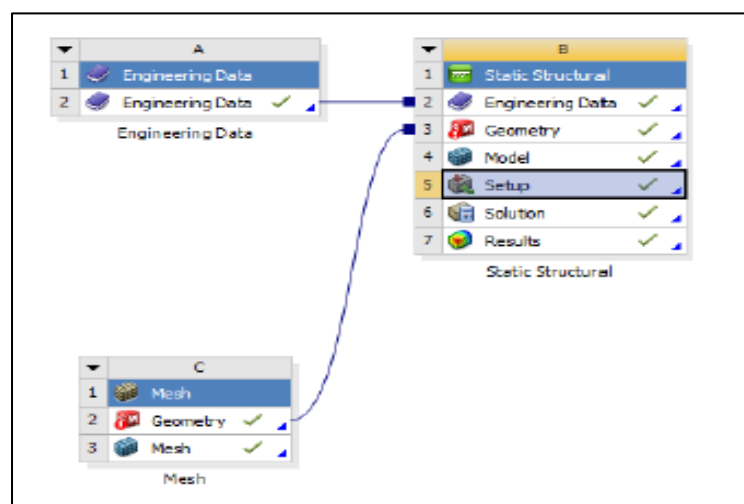 A
1 Engineering Data
2 Engineering Data
Engineering Data
B
1 Static Structural
2 Engineering Data
3 Geometry
4 Model
5 Setup
6 Solution
7 Results
Static Structural
C
1 Mesh
2 Geometry
3 Mesh
Mesh